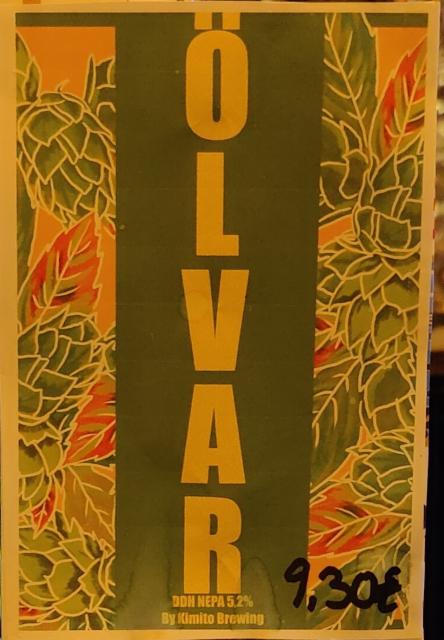 ÖLVAR
DDH NEPA 5,2%
By Kimito Brewing
9,30€